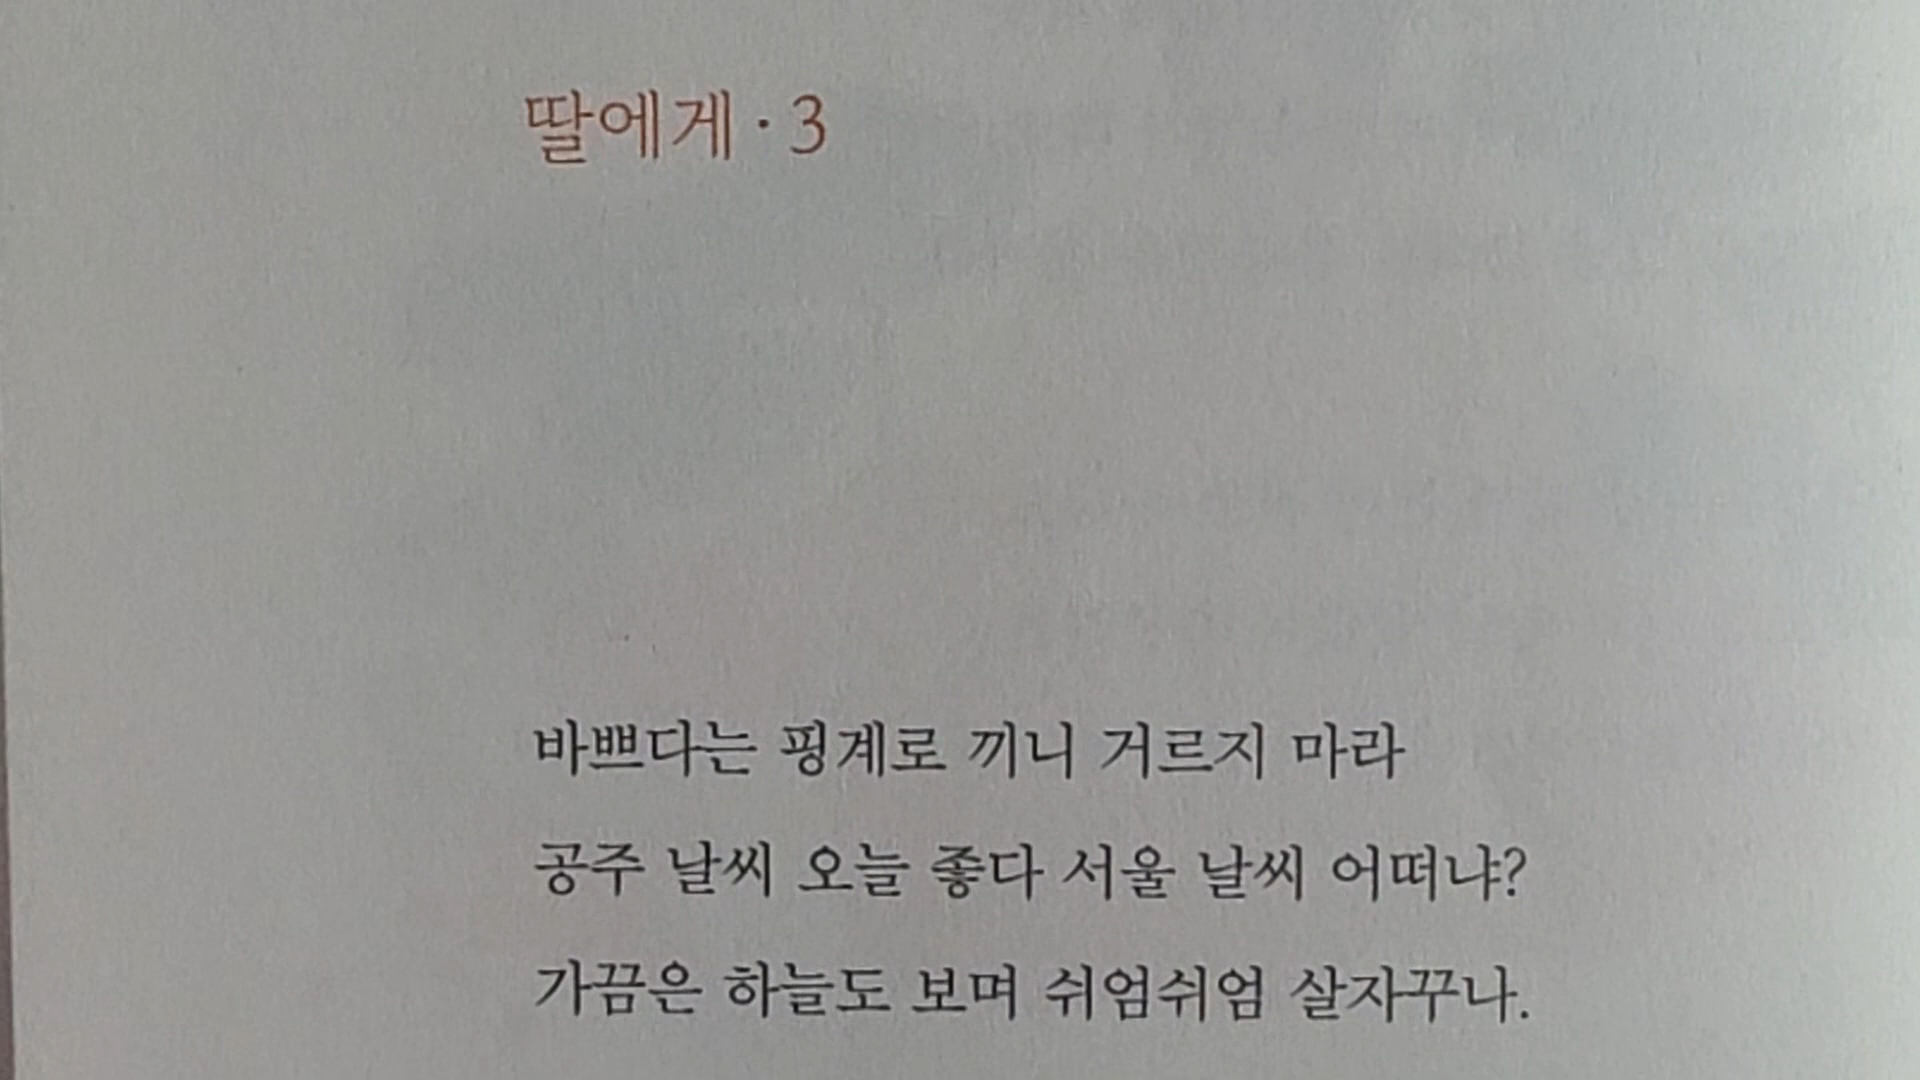 딸에게 · 3
바쁘다는 핑계로 끼니 거르지 마라
공주 날씨 오늘 좋다 서울 날씨 어떠냐?
가끔은 하늘도 보며 쉬엄쉬엄 살자꾸나.